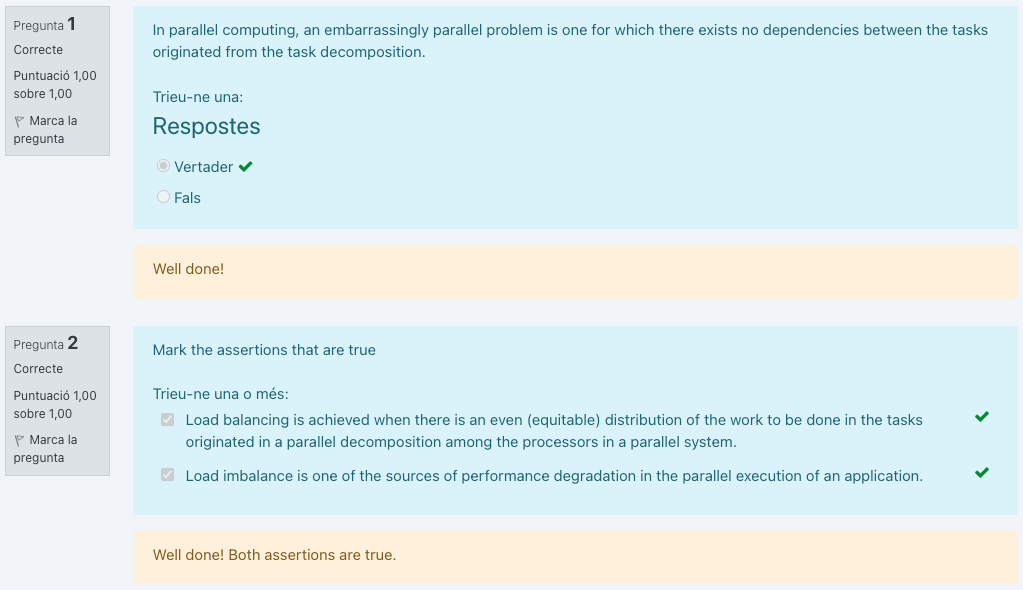 Pregunta 1
Correcte
Puntuació 1,00
sobre 1,00
Marca la
pregunta
In parallel computing, an embarrassingly parallel problem is one for which there exists no dependencies between the tasks
originated from the task decomposition.
Trieu-ne una:
Respostes
Vertader
Fals
Well done!
Pregunta 2
Correcte
Puntuació 1,00
sobre 1,00
Marca la
pregunta
Mark the assertions that are true
Trieu-ne una o més:
Load balancing is achieved when there is an even (equitable) distribution of the work to be done in the tasks
originated in a parallel decomposition among the processors in a parallel system.
Load imbalance is one of the sources of performance degradation in the parallel execution of an application.
Well done! Both assertions are true.